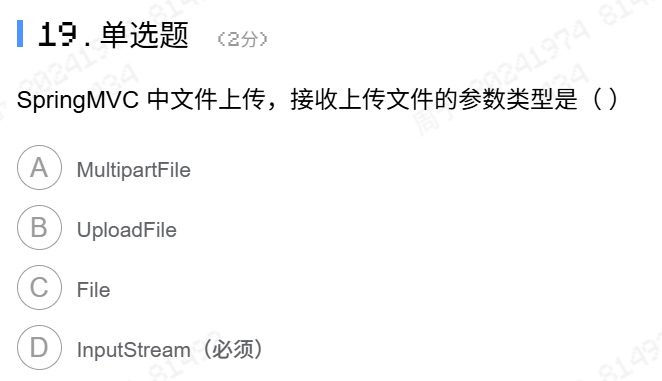 19.单选题 （2分）
SpringMVC 中文件上传，接收上传文件的参数类型是（ ）
A MultipartFile
B UploadFile
C File
D InputStream（必须）